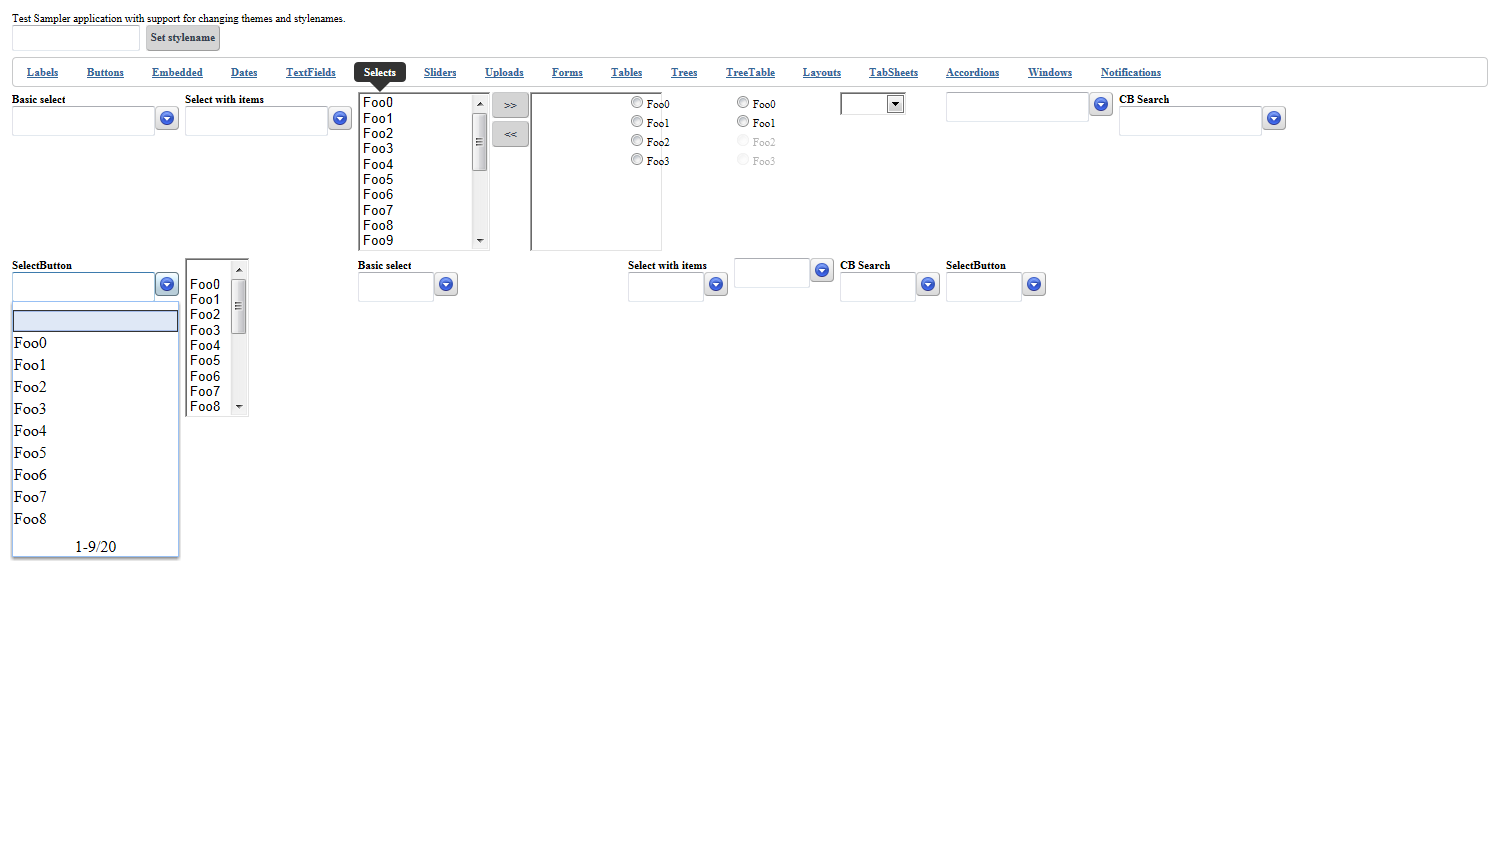 Test Sampler application with support for changing themes and stylenames.
Set stylename
Labels Buttons Embedded Dates TextFields Selects Sliders Uploads Forms Tables Trees TreeTable Layouts TabSheets Accordions Windows Notifications
Basic select
Select with items
Foo0
Foo1
Foo2
Foo3
Foo4
Foo5
Foo6
Foo7
Foo8
Foo9
>>
<<
Foo0
Foo1
Foo2
Foo3
Foo0
Foo1
Foo2
Foo3
CB Search
SelectButton
Foo0
Foo1
Foo2
Foo3
Foo4
Foo5
Foo6
Foo7
Foo8
1-9/20
Foo0
Foo1
Foo2
Foo3
Foo4
Foo5
Foo6
Foo7
Foo8
Basic select
Select with items
CB Search
SelectButton